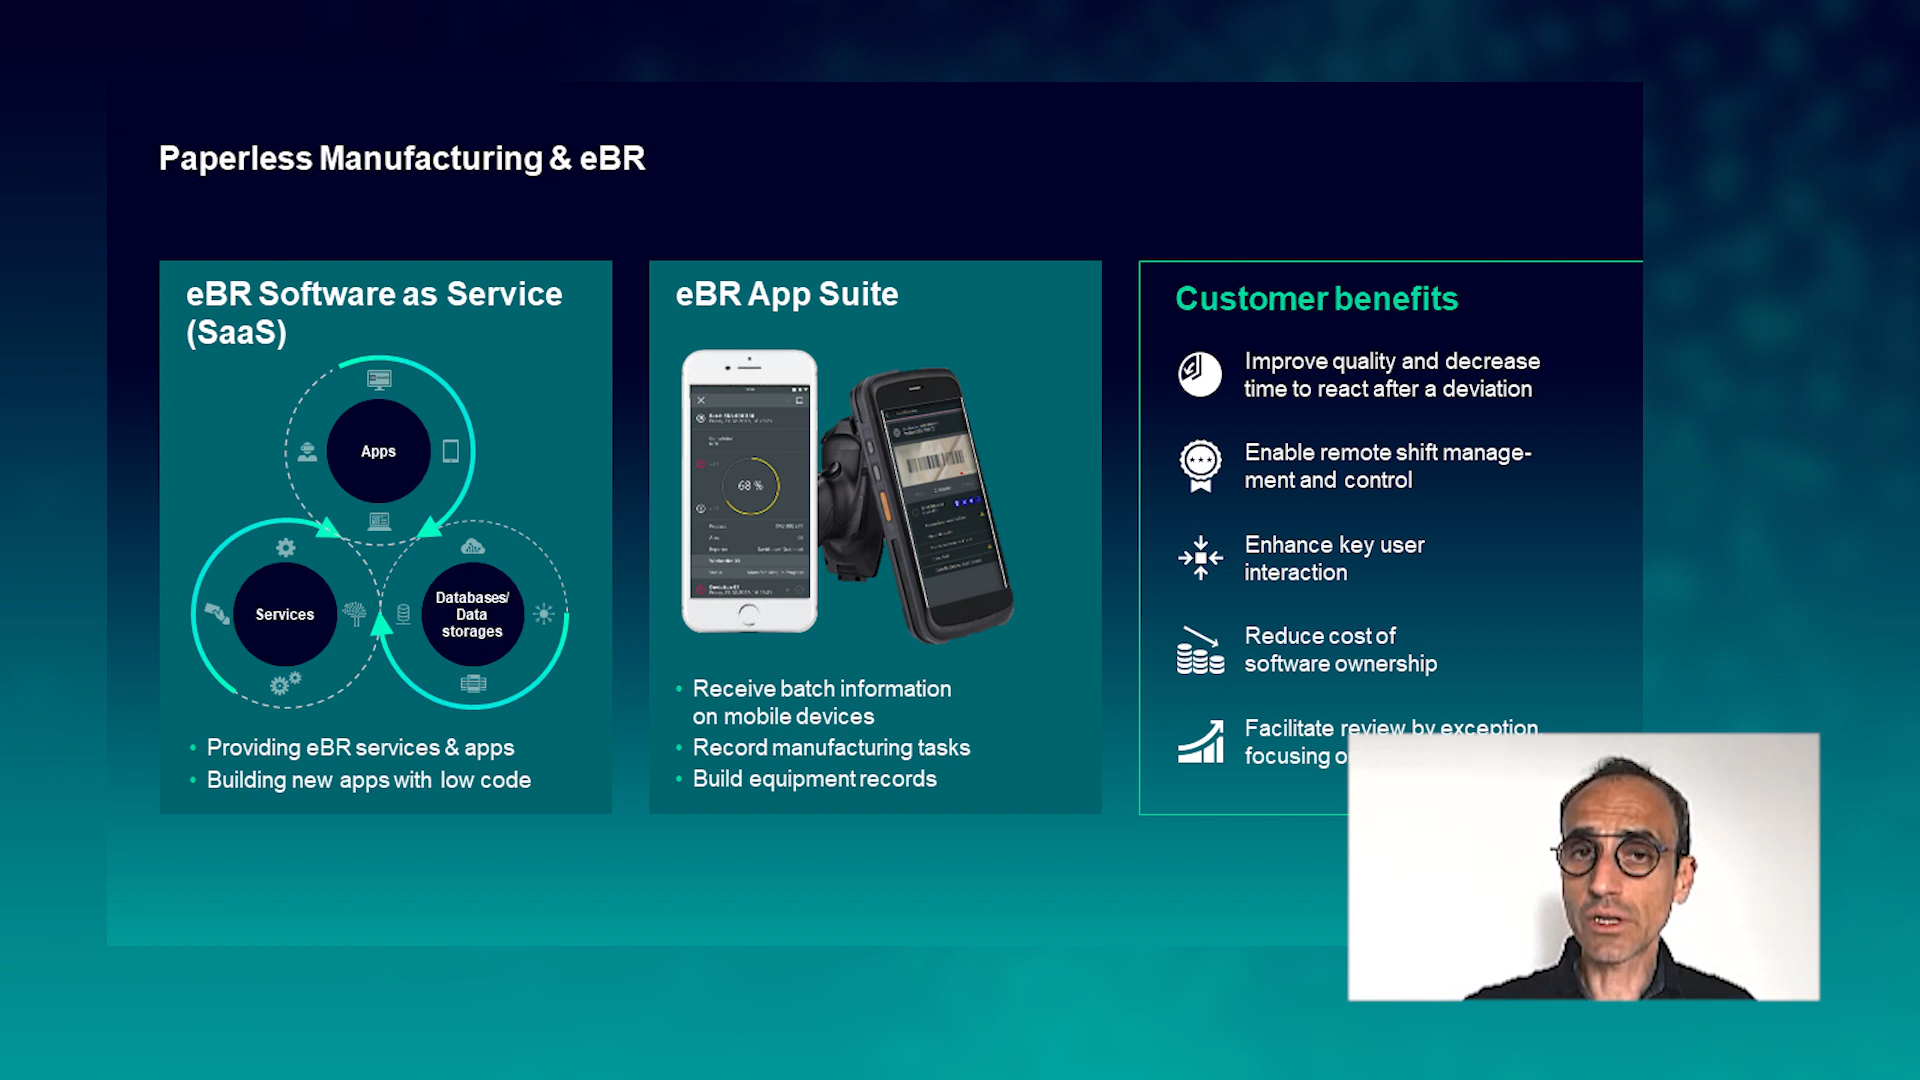 Paperless Manufacturing & eBR
eBR Software as Service
(SaaS)
Apps
Services
Databases/
Data
storages
• Providing eBR services & apps
• Building new apps with low code
eBR App Suite
68 %
• Receive batch information
on mobile devices
• Record manufacturing tasks
• Build equipment records
Customer benefits
Improve quality and decrease
time to react after a deviation
Enable remote shift manage-
ment and control
Enhance key user
interaction
Reduce cost of
software ownership
Facilitate review by exception,
focusing o